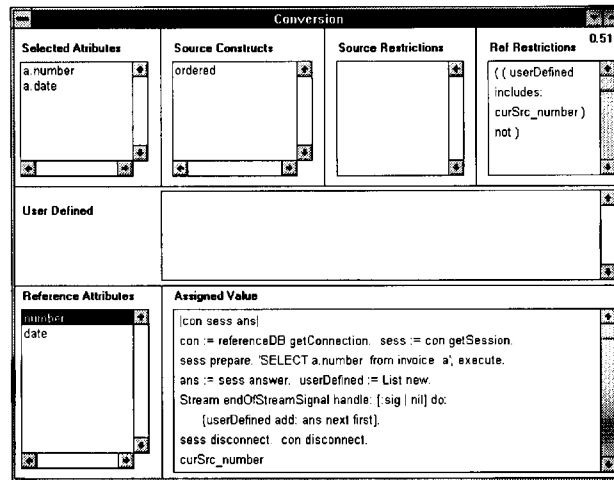 Conversion
0.51
Selected Atributes
Source Constructs
Source Restrictions
Ref Restrictions
a.number
a.date
ordered
( ( userDefined
includes:
curSrc_number )
not )
User Defined
Reference Attributes
Assigned Value
number
date
|con sess ans|
con := referenceDB getConnection. sess := con getSession.
sess prepare. 'SELECT a.number from invoice a'; execute.
ans := sess answer. userDefined := List new.
Stream endOfStreamSignal handle: [:sig | nil] do:
[userDefined add: ans next first].
sess disconnect. con disconnect.
curSrc_number